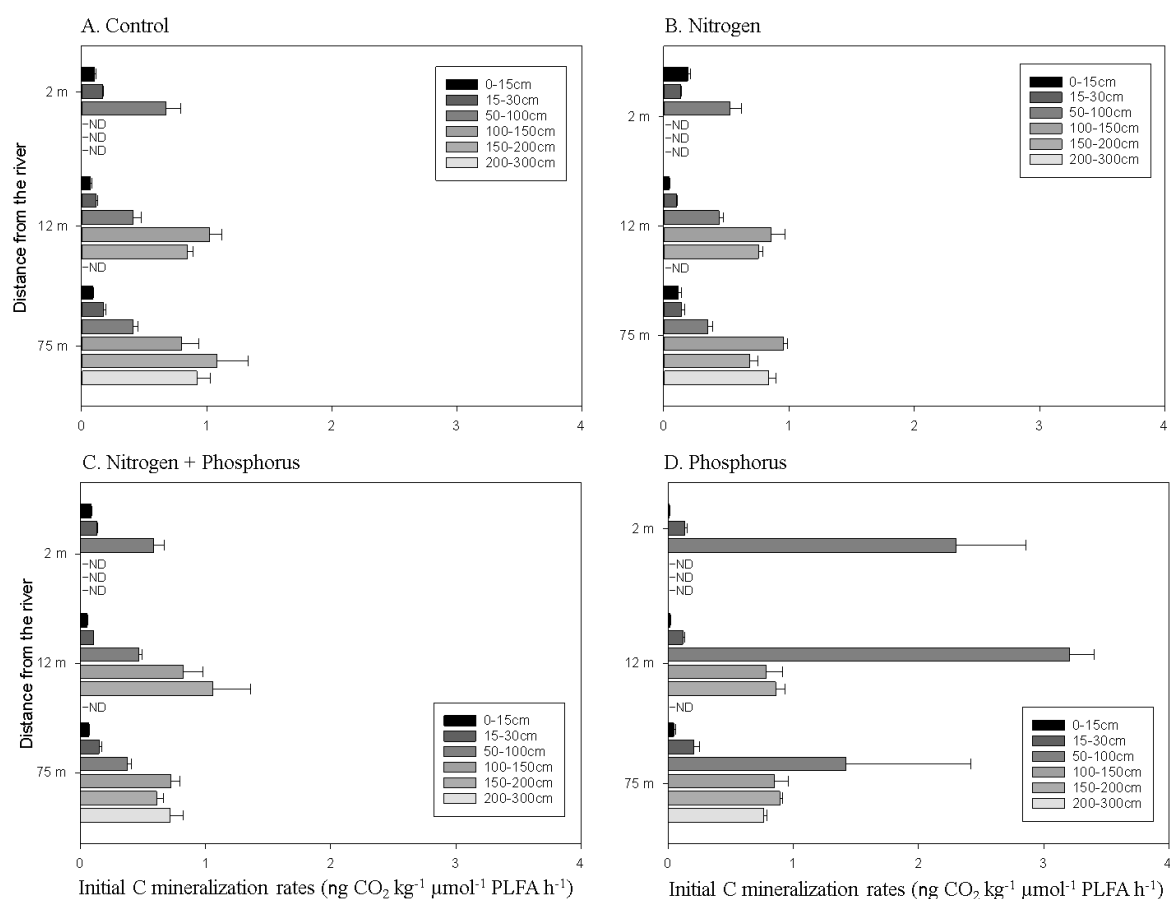 A. Control
0-15cm
15-30cm
50-100cm
100-150cm
150-200cm
200-300cm
Distance from the river
2 m
ND
ND
ND
12 m
ND
75 m
0 1 2 3 4
B. Nitrogen
0-15cm
15-30cm
50-100cm
100-150cm
150-200cm
200-300cm
2 m
ND
ND
ND
12 m
ND
75 m
0 1 2 3 4
C. Nitrogen + Phosphorus
Distance from the river
2 m
ND
ND
ND
12 m
ND
75 m
0-15cm
15-30cm
50-100cm
100-150cm
150-200cm
200-300cm
0 1 2 3 4
Initial C mineralization rates (ng CO₂ kg⁻¹ µmol⁻¹ PLFA h⁻¹)
D. Phosphorus
2 m
ND
ND
ND
12 m
ND
75 m
0-15cm
15-30cm
50-100cm
100-150cm
150-200cm
200-300cm
0 1 2 3 4
Initial C mineralization rates (ng CO₂ kg⁻¹ µmol⁻¹ PLFA h⁻¹)